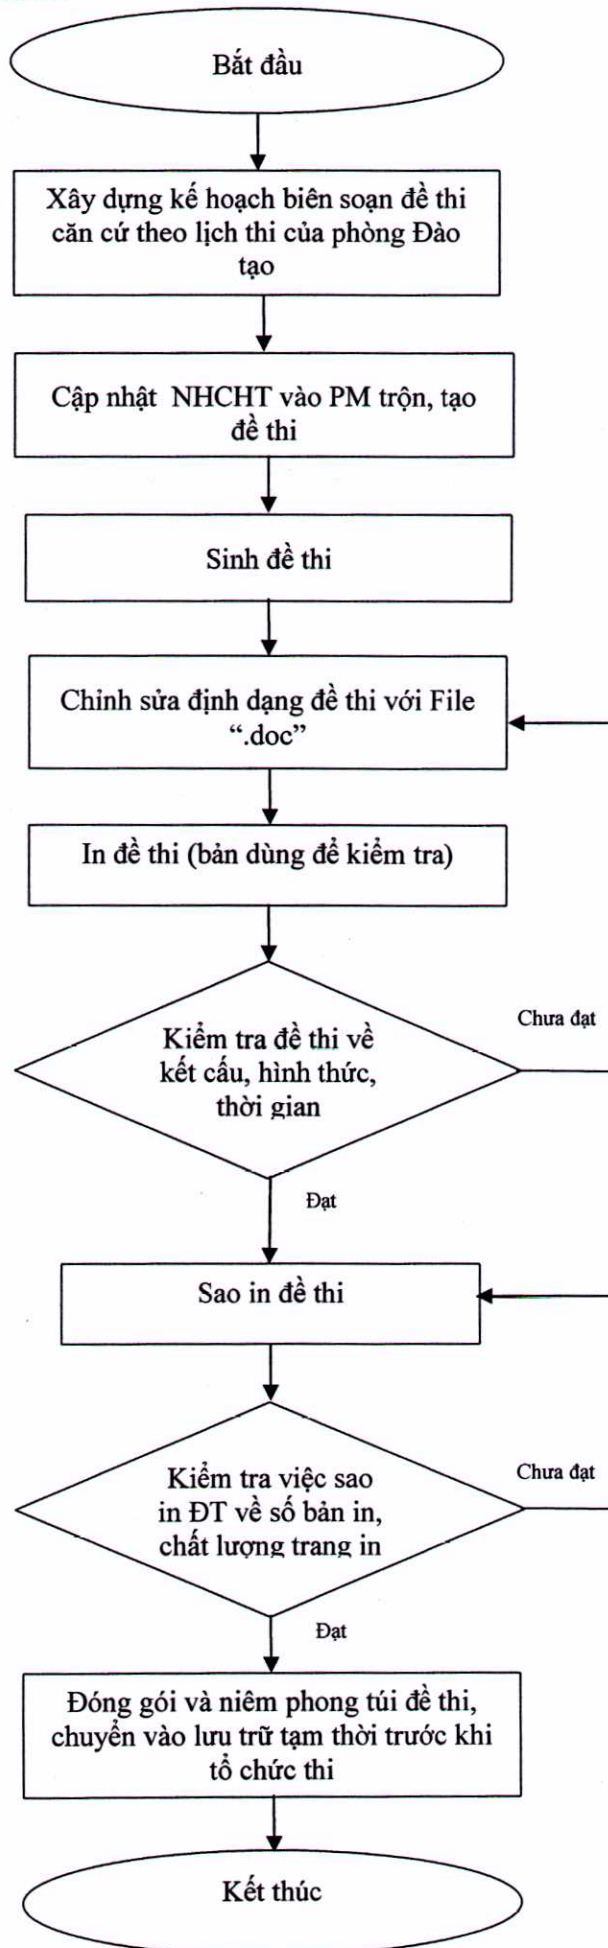 Bắt đầu
Xây dựng kế hoạch biên soạn đề thi
căn cứ theo lịch thi của phòng Đào
tạo
Cập nhật NHCHT vào PM trộn, tạo
đề thi
Sinh đề thi
Chỉnh sửa định dạng đề thi với File
“.doc”
In đề thi (bản dùng để kiểm tra)
Kiểm tra đề thi về
kết cấu, hình thức,
thời gian
Chưa đạt
Đạt
Sao in đề thi
Kiểm tra việc sao
in ĐT về số bản in,
chất lượng trang in
Chưa đạt
Đạt
Đóng gói và niêm phong túi đề thi,
chuyển vào lưu trữ tạm thời trước khi
tổ chức thi
Kết thúc